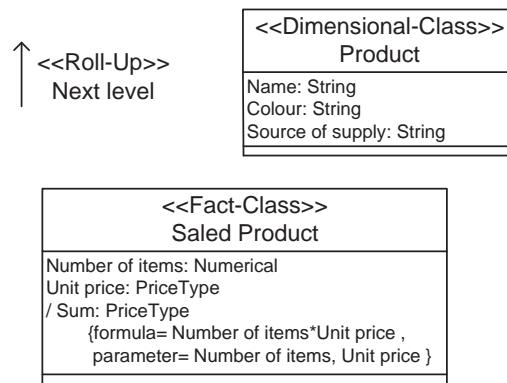 <<Roll-Up>>
Next level
<<Dimensional-Class>>
Product
Name: String
Colour: String
Source of supply: String
<<Fact-Class>>
Saled Product
Number of items: Numerical
Unit price: PriceType
/ Sum: PriceType
{formula= Number of items*Unit price ,
parameter= Number of items, Unit price }